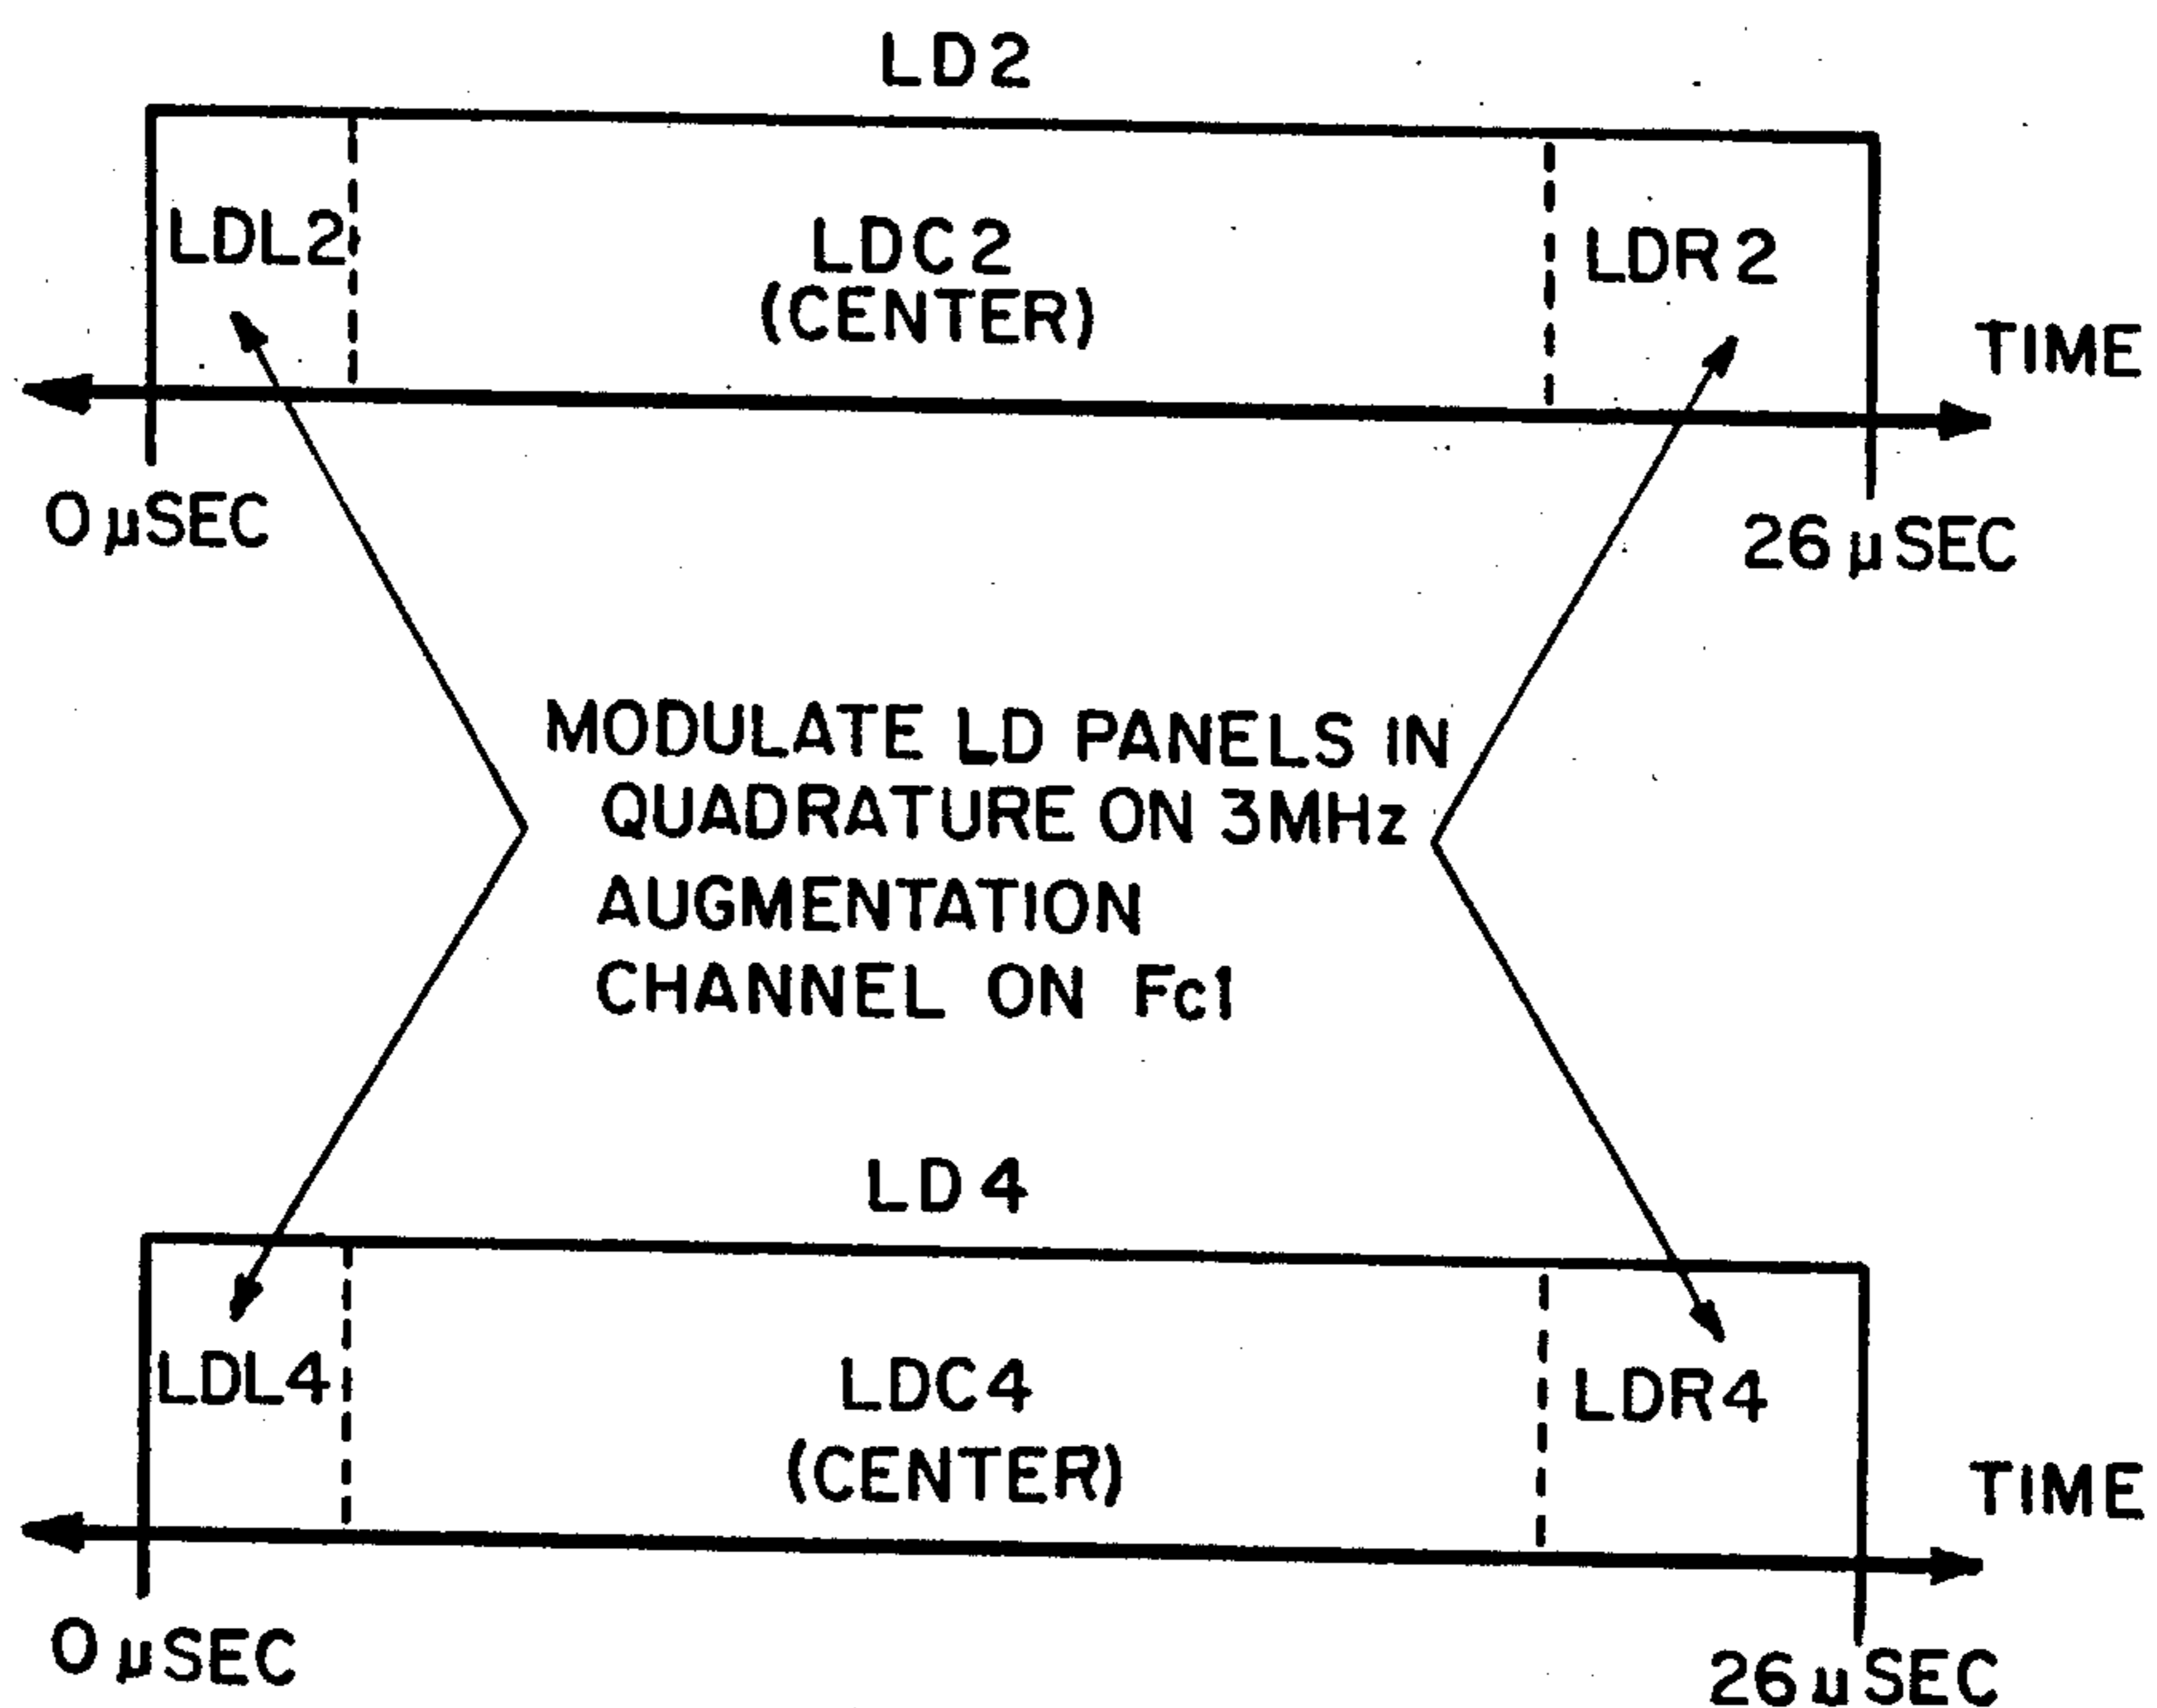 LD2
LDL2
LDC2
(CENTER)
LDR2
TIME
0 µSEC
26 µSEC
MODULATE LD PANELS IN
QUADRATURE ON 3MHz
AUGMENTATION
CHANNEL ON Fc1
LD4
LDL4
LDC4
(CENTER)
LDR4
TIME
0 µSEC
26 µSEC